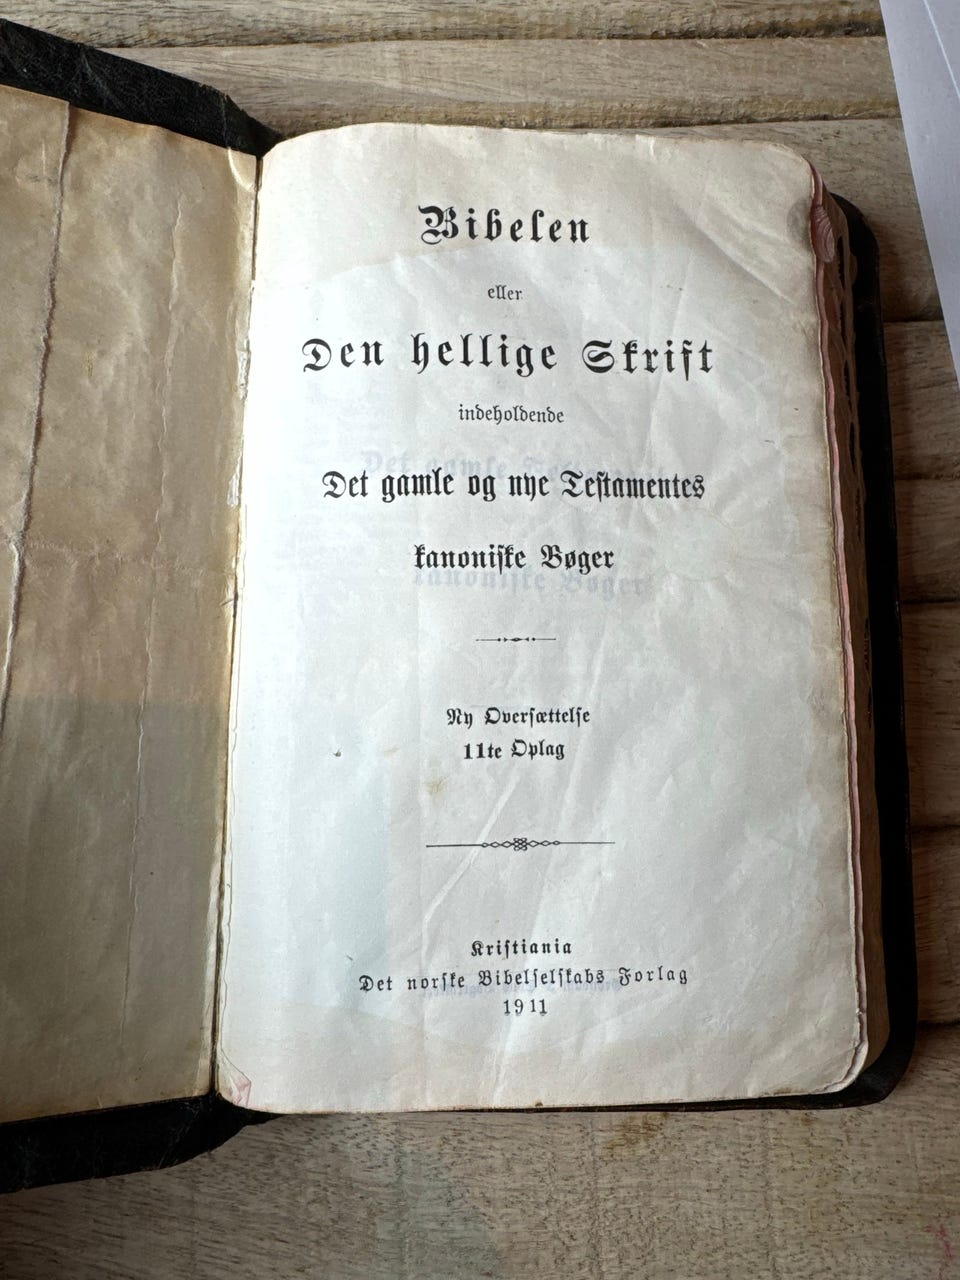 Bibelen
eller
Den hellige Skrift
indeholdende
Det gamle og nye Testamentes
kanoniske Bøger
Ny Oversættelse
11te Oplag
Kristiania
Det norske Bibelselskabs Forlag
1911